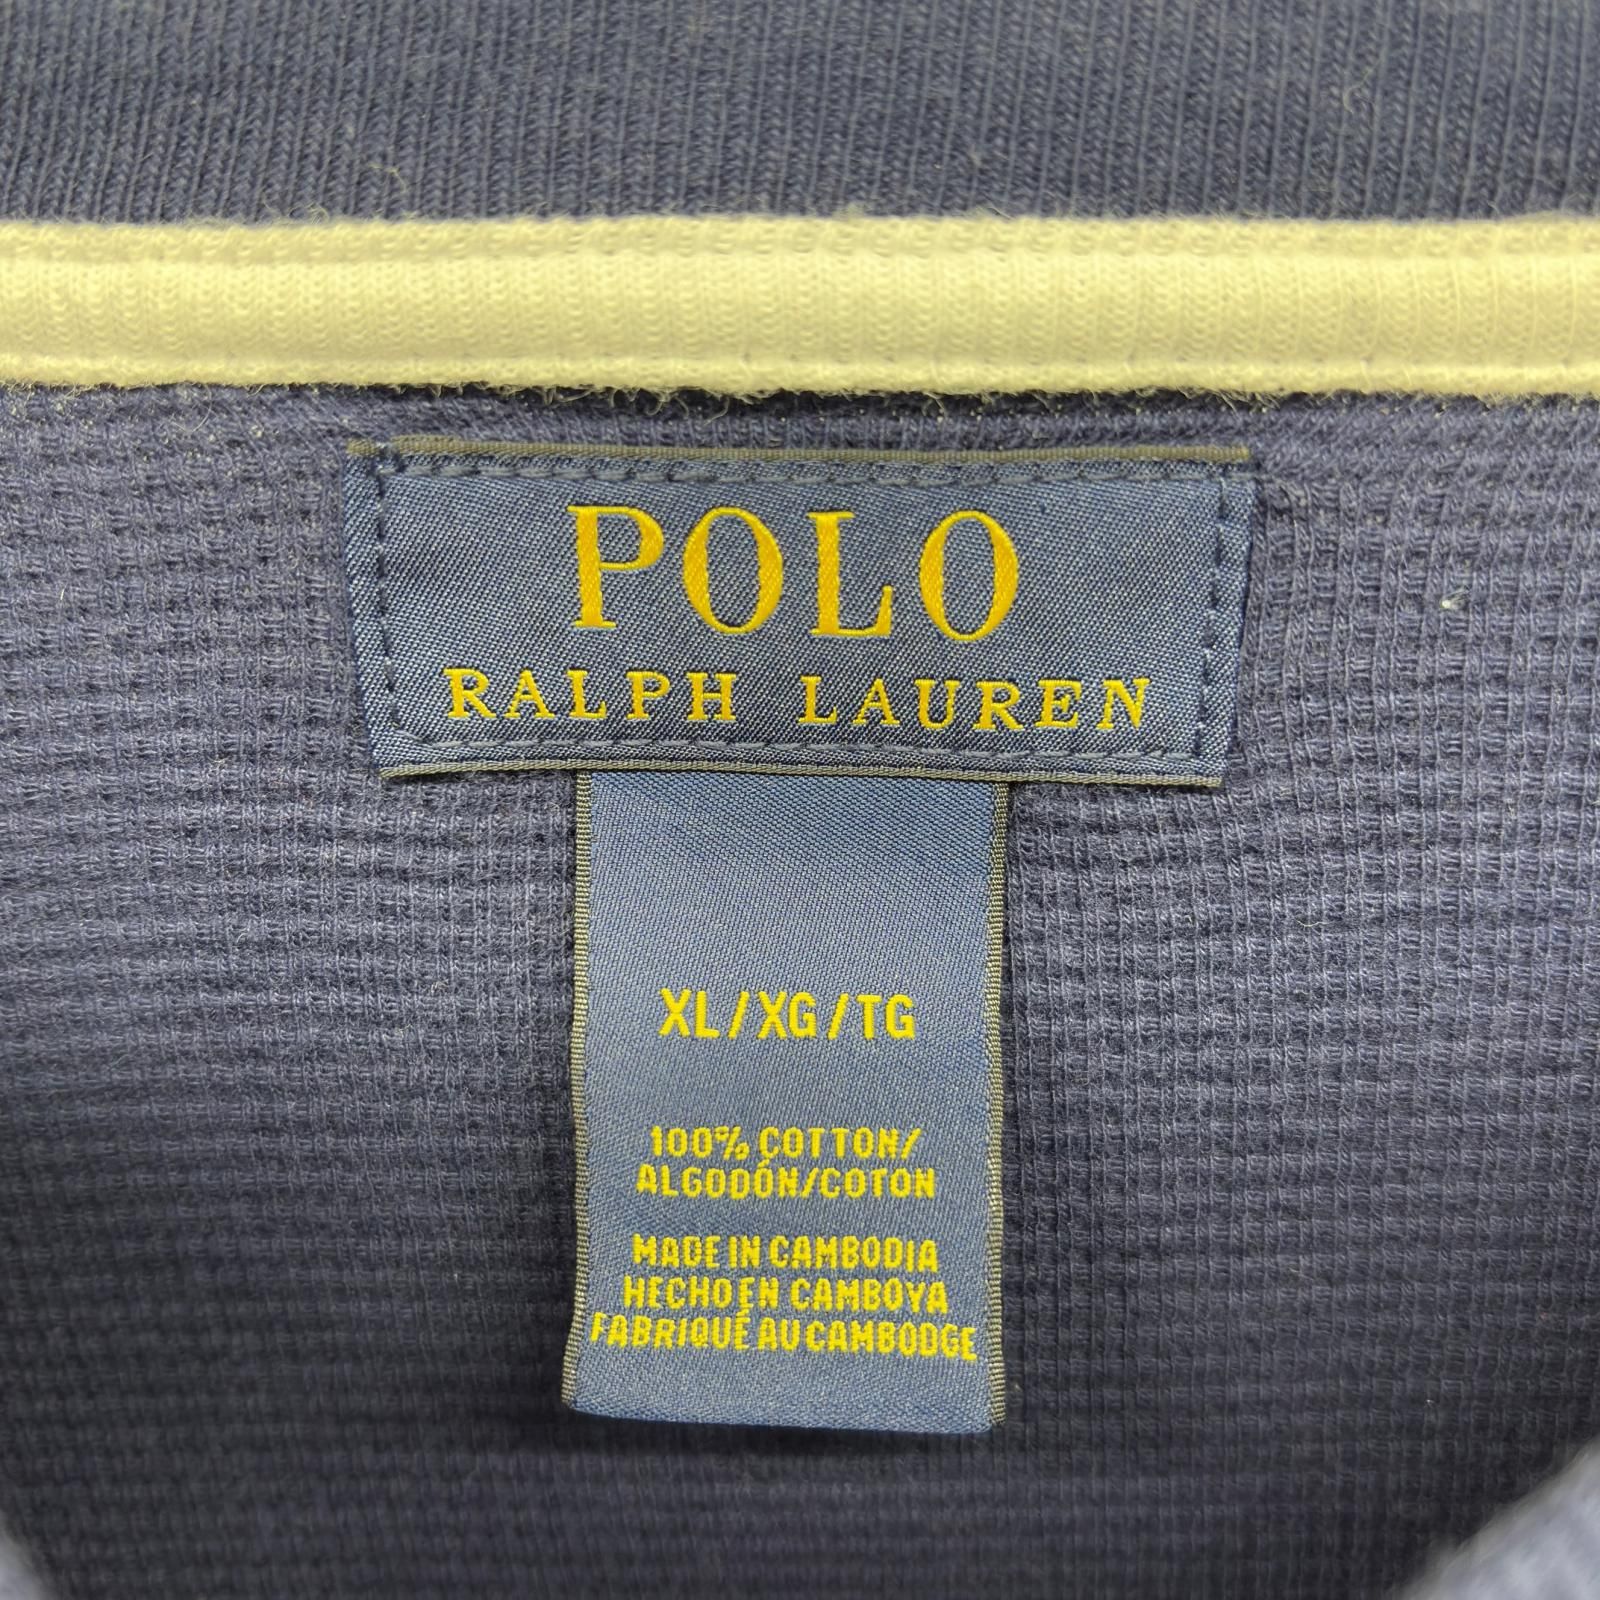 POLO
RALPH LAUREN
XL/XG/TG
100% COTTON/
ALGODÓN/COTON
MADE IN CAMBODIA
HECHO EN CAMBOYA
FABRIQUÉ AU CAMBODGE